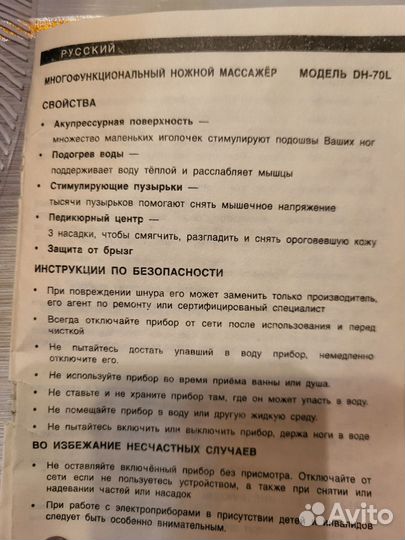 РУССКИЙ
МНОГОФУНКЦИОНАЛЬНЫЙ НОЖНОЙ МАССАЖЁР МОДЕЛЬ DH-70L
СВОЙСТВА
• Акупрессурная поверхность —
множество маленьких иголочек стимулируют подошвы Ваших ног
• Подогрев воды —
поддерживает воду тёплой и расслабляет мышцы
• Стимулирующие пузырьки —
тысячи пузырьков помогают снять мышечное напряжение
• Педикюрный центр —
3 насадки, чтобы смягчить, разгладить и снять ороговевшую кожу
• Защита от брызг
ИНСТРУКЦИИ ПО БЕЗОПАСНОСТИ
• При повреждении шнура его может заменить только производитель,
его агент по ремонту или сертифицированый специалист
• Всегда отключайте прибор от сети после использования и перед
чисткой
• Не пытайтесь достать упавший в воду прибор, немедленно
отключите его.
• Не используйте прибор во время приёма ванны или душа.
• Не ставьте и не храните прибор там, где он может упасть в воду.
• Не помещайте прибор в воду или другую жидкую среду.
• Не пытайтесь включить или выключить прибор, держа ноги в воде
ВО ИЗБЕЖАНИЕ НЕСЧАСТНЫХ СЛУЧАЕВ
• Не оставляйте включённый прибор без присмотра. Отключайте от
сети если не пользуетесь устройством, а также при снятии или
надевании частей или насадок
• При работе с электроприборами в присутствии детей инвалидов
следует быть особенно внимательным.
Avito